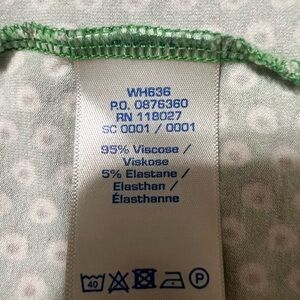 WH636
P.O. 0876360
RN 118027
SC 0001 / 0001
95% Viscose /
Viskose
5% Elastane /
Elasthan /
Élasthanne
40 P